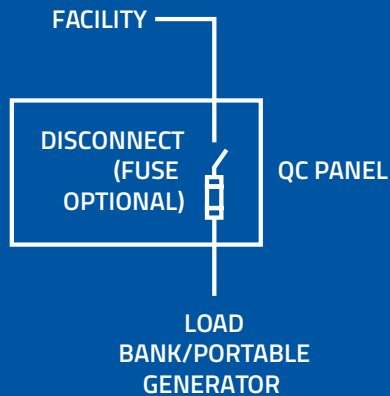 FACILITY
DISCONNECT
(FUSE
OPTIONAL)
QC PANEL
LOAD
BANK/PORTABLE
GENERATOR